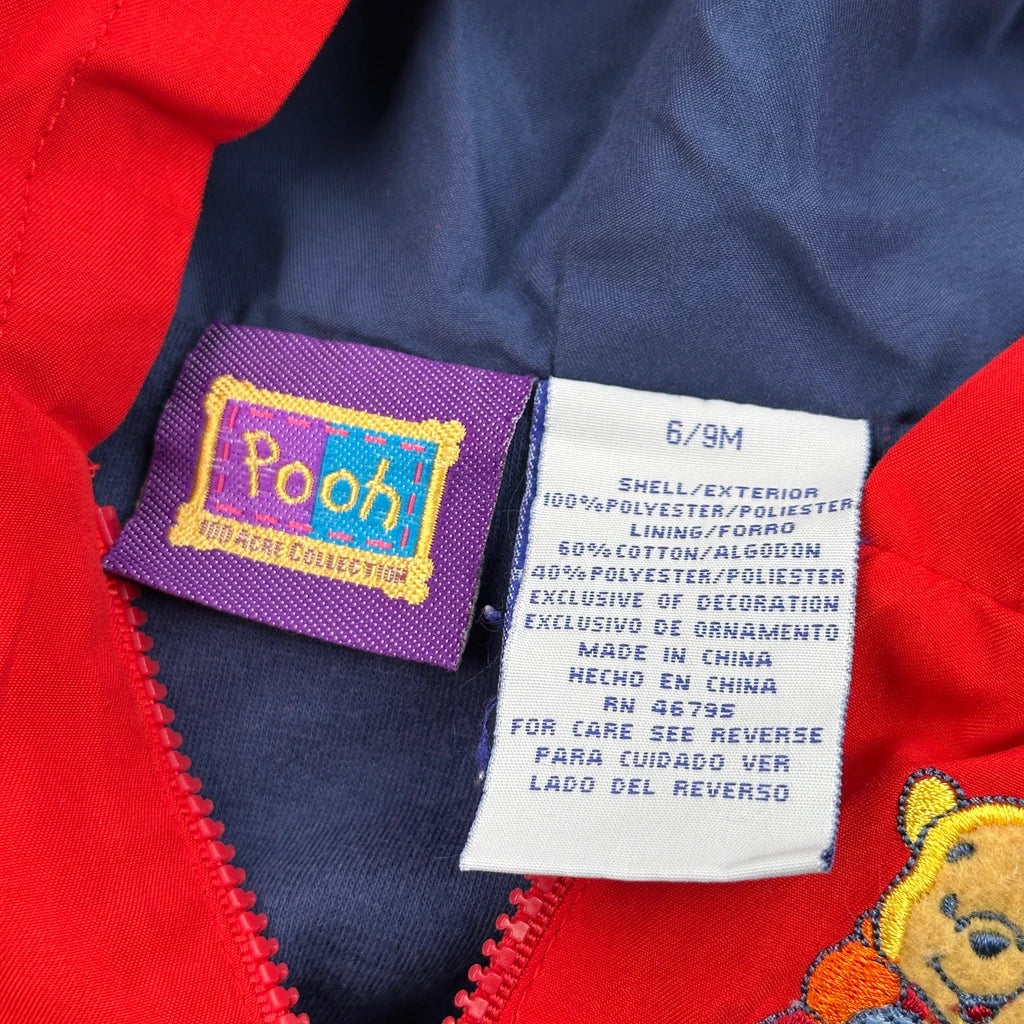 Pooh
100 ACRE COLLECTION
6/9M
SHELL/EXTERIOR
100%POLYESTER/POLIESTER
LINING/FORRO
60%COTTON/ALGODON
40%POLYESTER/POLIESTER
EXCLUSIVE OF DECORATION
EXCLUSIVO DE ORNAMENTO
MADE IN CHINA
HECHO EN CHINA
RN 46795
FOR CARE SEE REVERSE
PARA CUIDADO VER
LADO DEL REVERSO